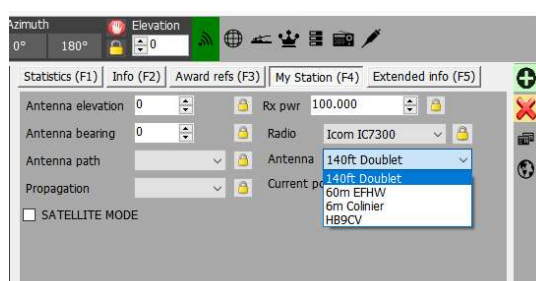 Azimuth Elevation
0° 180° 0
Statistics (F1) Info (F2) Award refs (F3) My Station (F4) Extended info (F5)
Antenna elevation 0 Rx pwr 100.000
Antenna bearing 0 Radio Icom IC7300
Antenna path Antenna 140ft Doublet
Propagation Current po
140ft Doublet
60m EFHW
6m Colinier
HB9CV
SATELLITE MODE